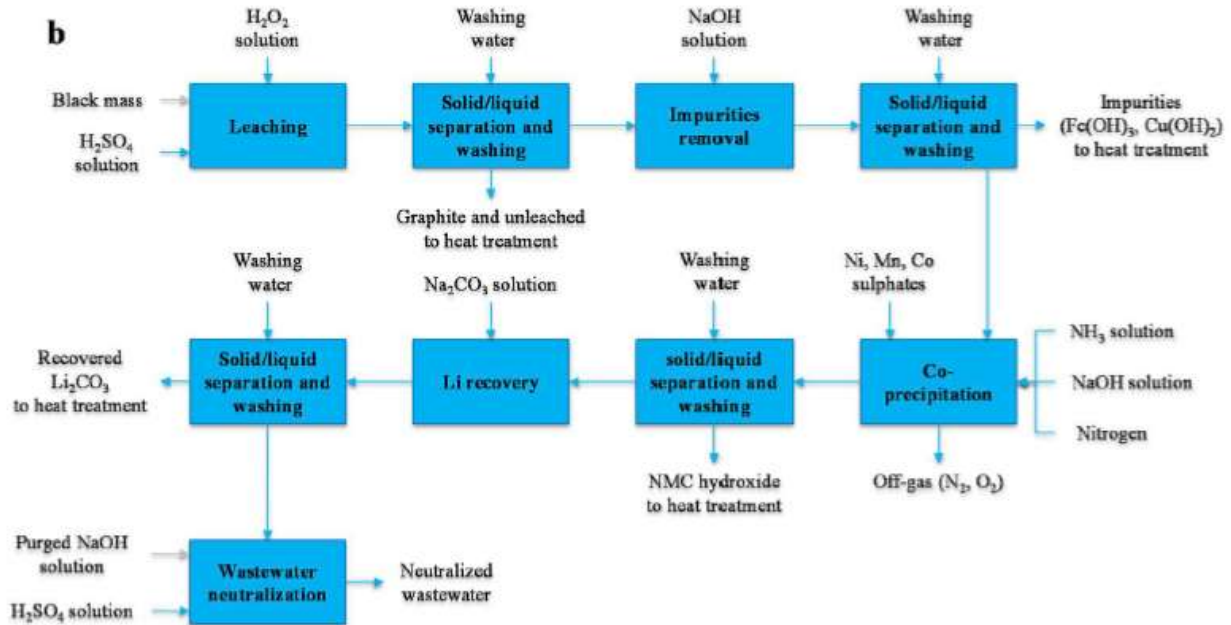 b
H₂O₂
solution
Washing
water
NaOH
solution
Washing
water
Black mass
H₂SO₄
solution
Leaching
Solid/liquid
separation and
washing
Impurities
removal
Solid/liquid
separation and
washing
Impurities
(Fe(OH)₃, Cu(OH)₂)
to heat treatment
Graphite and unleached
to heat treatment
Washing
water
Na₂CO₃ solution
Washing
water
Ni, Mn, Co
sulphates
Recovered
Li₂CO₃
to heat treatment
Solid/liquid
separation and
washing
Li recovery
solid/liquid
separation and
washing
Co-
precipitation
NH₃ solution
NaOH solution
Nitrogen
NMC hydroxide
to heat treatment
Off-gas (N₂, O₂)
Purged NaOH
solution
H₂SO₄ solution
Wastewater
neutralization
Neutralized
wastewater